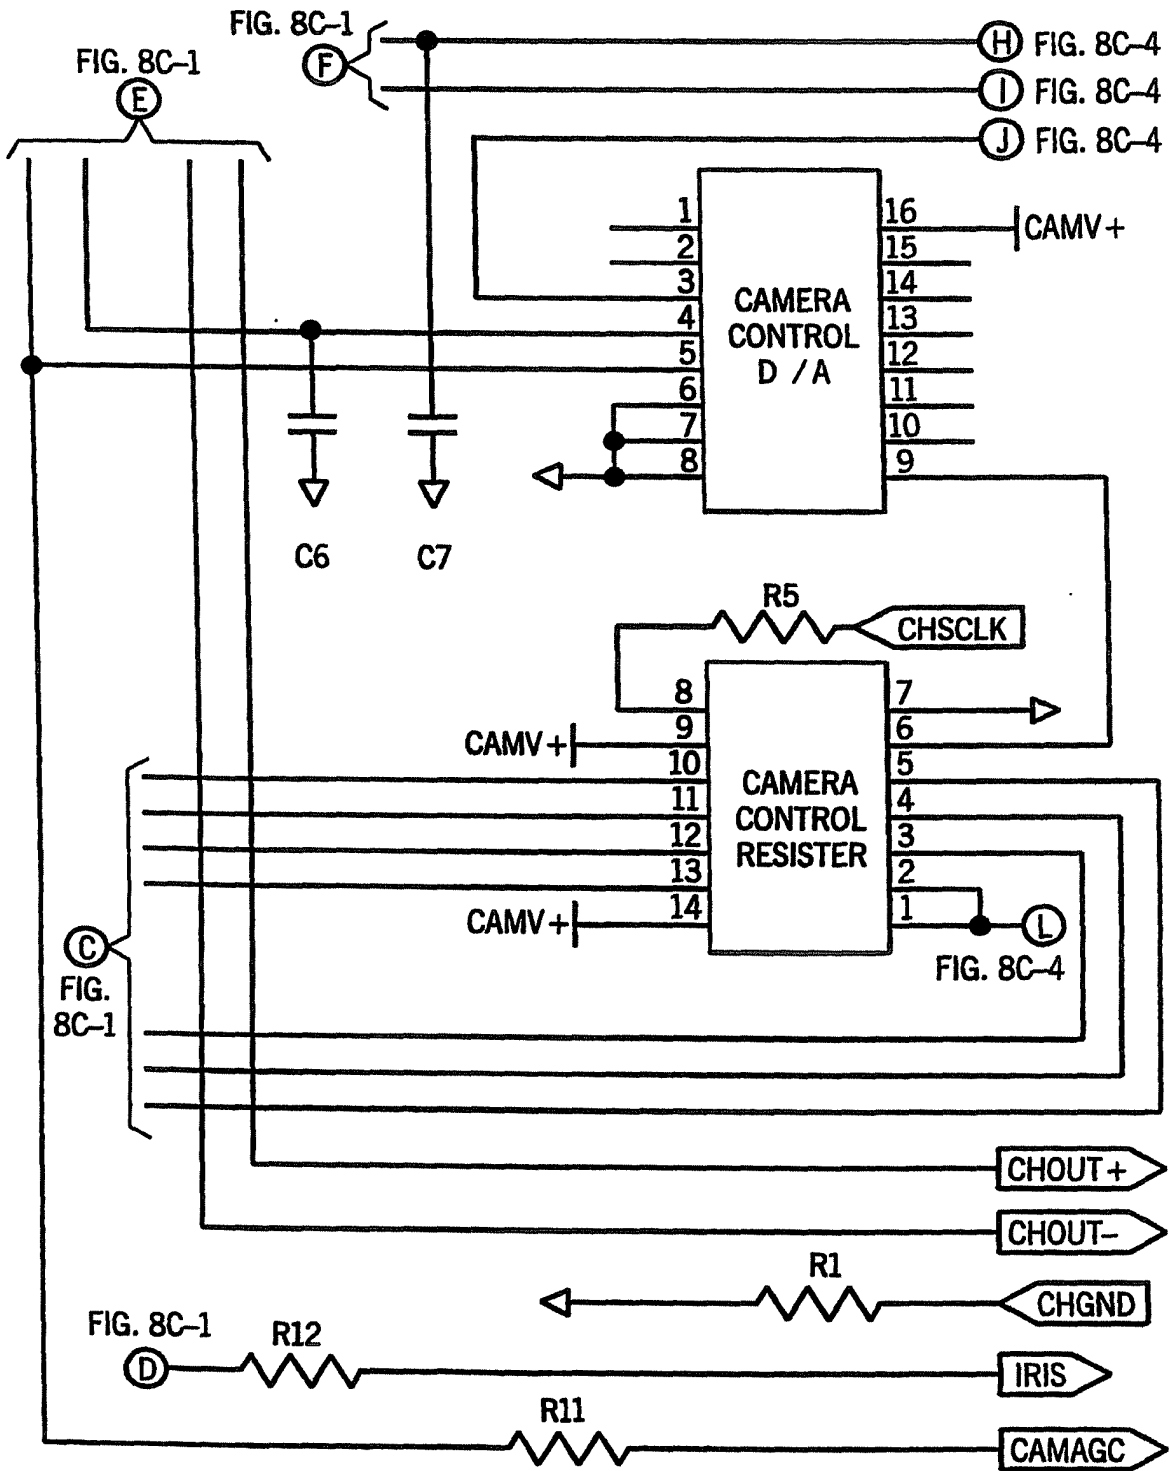 FIG. 8C-1
F
H FIG. 8C-4
FIG. 8C-1
E
I FIG. 8C-4
J FIG. 8C-4
1
2
3
4
5
6
7
8
CAMERA
CONTROL
D / A
16
15
14
13
12
11
10
9
CAMV+
C6
C7
R5
CHSCLK
8
9
10
11
12
13
14
CAMV+
CAMV+
CAMERA
CONTROL
RESISTER
7
6
5
4
3
2
1
L
FIG. 8C-4
C
FIG.
8C-1
CHOUT+
CHOUT-
R1
CHGND
FIG. 8C-1
D
R12
IRIS
R11
CAMAGC